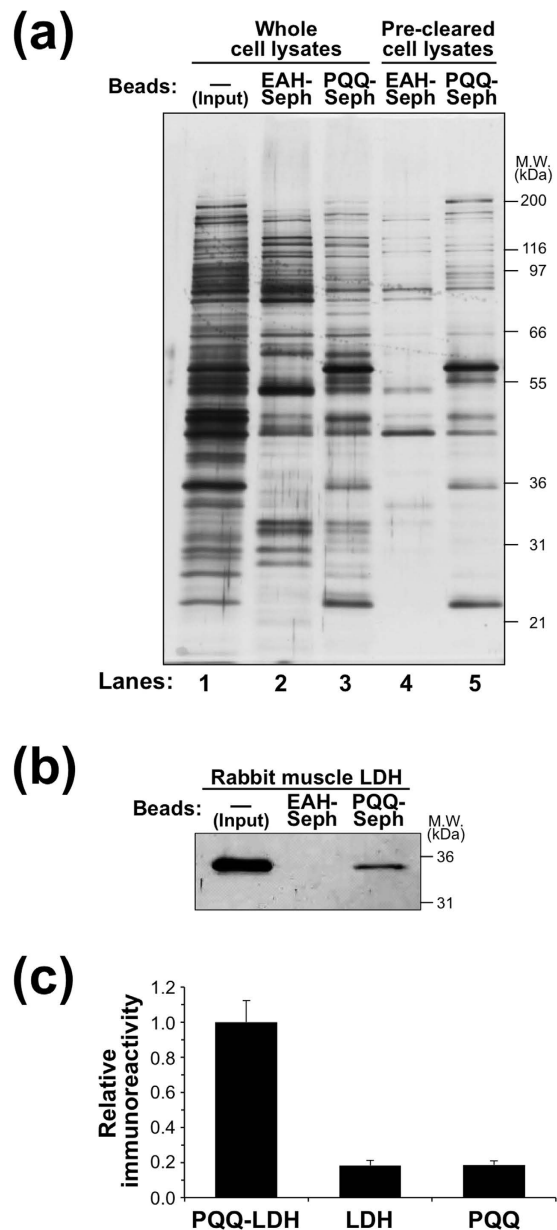 (a)
Whole
cell lysates
Pre-cleared
cell lysates
Beads: — (Input) EAH-Seph PQQ-Seph EAH-Seph PQQ-Seph
M.W.
(kDa)
200
116
97
66
55
36
31
21
Lanes: 1 2 3 4 5
(b)
Rabbit muscle LDH
Beads: — (Input) EAH-Seph PQQ-Seph
M.W.
(kDa)
36
31
(c)
Relative
immunoreactivity
1.2
1.0
0.8
0.6
0.4
0.2
0.0
PQQ-LDH LDH PQQ